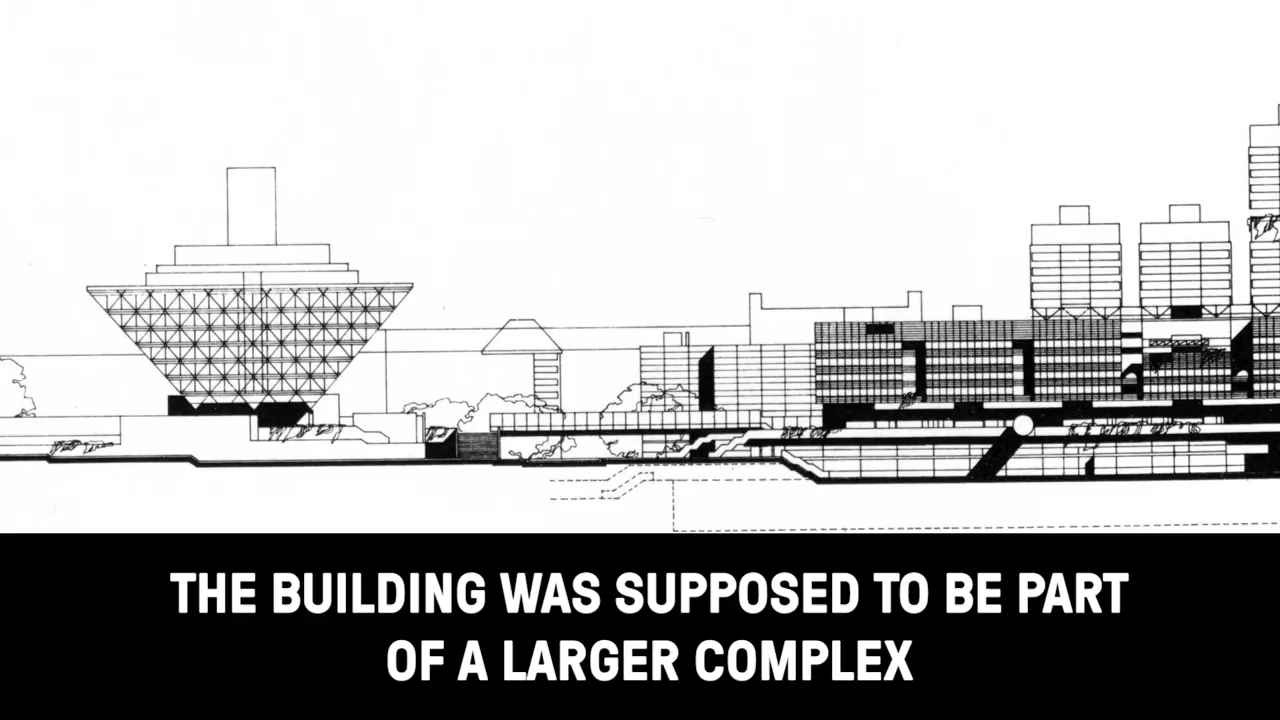 THE BUILDING WAS SUPPOSED TO BE PART
OF A LARGER COMPLEX